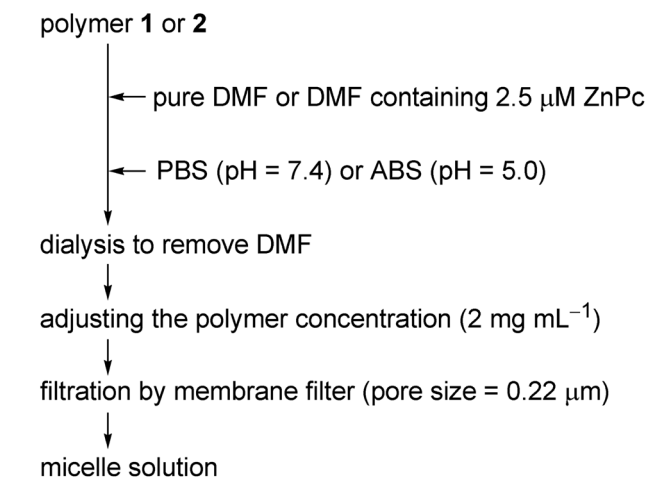 polymer 1 or 2
pure DMF or DMF containing 2.5 μM ZnPc
PBS (pH = 7.4) or ABS (pH = 5.0)
dialysis to remove DMF
adjusting the polymer concentration (2 mg mL⁻¹)
filtration by membrane filter (pore size = 0.22 μm)
micelle solution